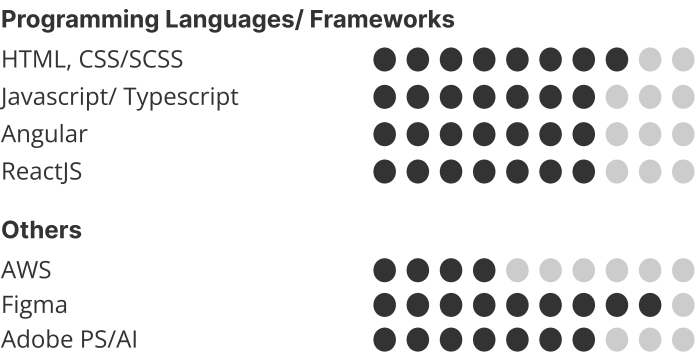 Programming Languages/ Frameworks
HTML, CSS/SCSS
Javascript/ Typescript
Angular
ReactJS
Others
AWS
Figma
Adobe PS/AI